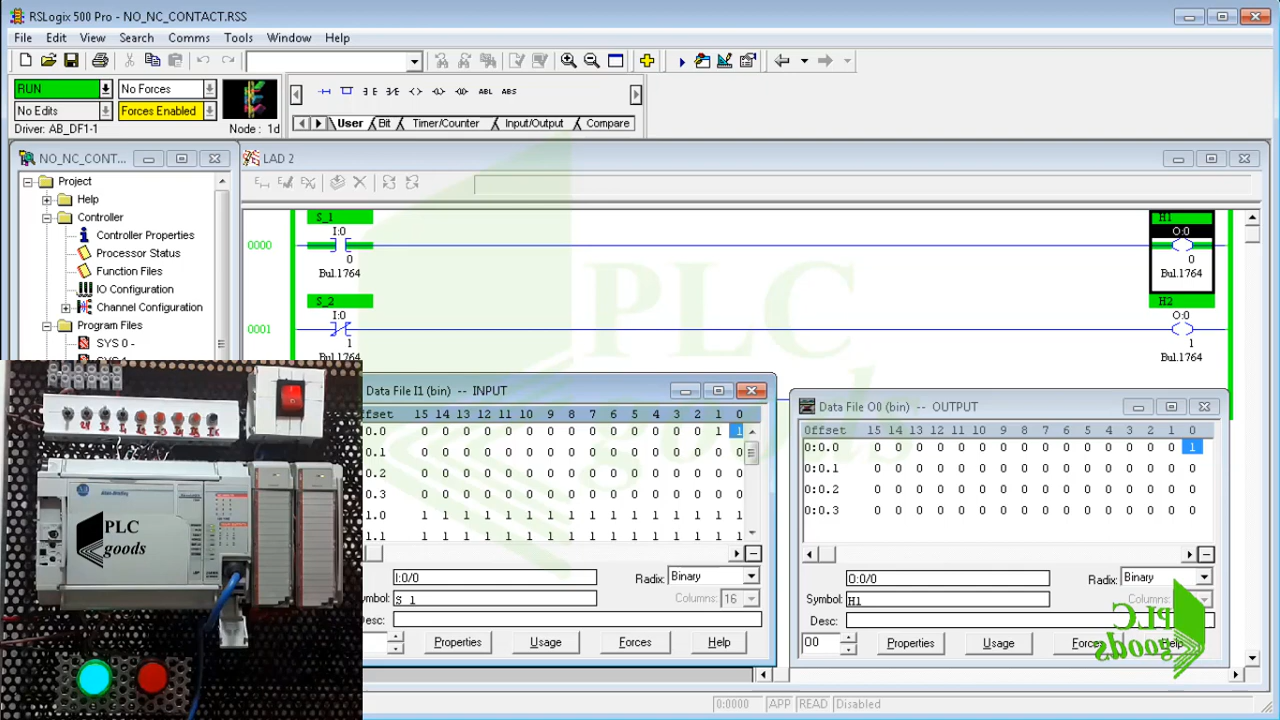 RSLogix 500 Pro - NO_NC_CONTACT.RSS
File Edit View Search Comms Tools Window Help
RUN No Forces
No Edits Forces Enabled
Driver: AB_DF1-1 Node : 1d
ABL ABS
User Bit Timer/Counter Input/Output Compare
NO_NC_CONT...
LAD 2
Project
Help
Controller
Controller Properties
Processor Status
Function Files
IO Configuration
Channel Configuration
Program Files
SYS 0 -
0000
S_1
I:0
0
Bul.1764
H1
O:0
0
Bul.1764
0001
S_2
I:0
1
Bul.1764
H2
O:0
1
Bul.1764
PLC
goods
Data File I1 (bin) -- INPUT
15 14 13 12 11 10 9 8 7 6 5 4 3 2 1 0
:0.0 0 0 0 0 0 0 0 0 0 0 0 0 0 0 1 1
0.1 0 0 0 0 0 0 0 0 0 0 0 0 0 0 0 0
0.2 0 0 0 0 0 0 0 0 0 0 0 0 0 0 0 0
0.3 0 0 0 0 0 0 0 0 0 0 0 0 0 0 0 0
1.0 1 1 1 1 1 1 1 1 1 1 1 1 1 1 1 1
1.1 1 1 1 1 1 1 1 1 1 1 1 1 1 1 1 1
I:0/0 Radix: Binary
S_1 Columns: 16
Properties Usage Forces Help
Data File O0 (bin) -- OUTPUT
Offset 15 14 13 12 11 10 9 8 7 6 5 4 3 2 1 0
O:0.0 0 0 0 0 0 0 0 0 0 0 0 0 0 0 0 1
O:0.1 0 0 0 0 0 0 0 0 0 0 0 0 0 0 0 0
O:0.2 0 0 0 0 0 0 0 0 0 0 0 0 0 0 0 0
O:0.3 0 0 0 0 0 0 0 0 0 0 0 0 0 0 0 0
O:0/0 Radix: Binary
Symbol: H1
Desc:
O0 Properties Usage Help
0:0000 APP READ Disabled
Allen-Bradley
PLC
goods
PLC
goods